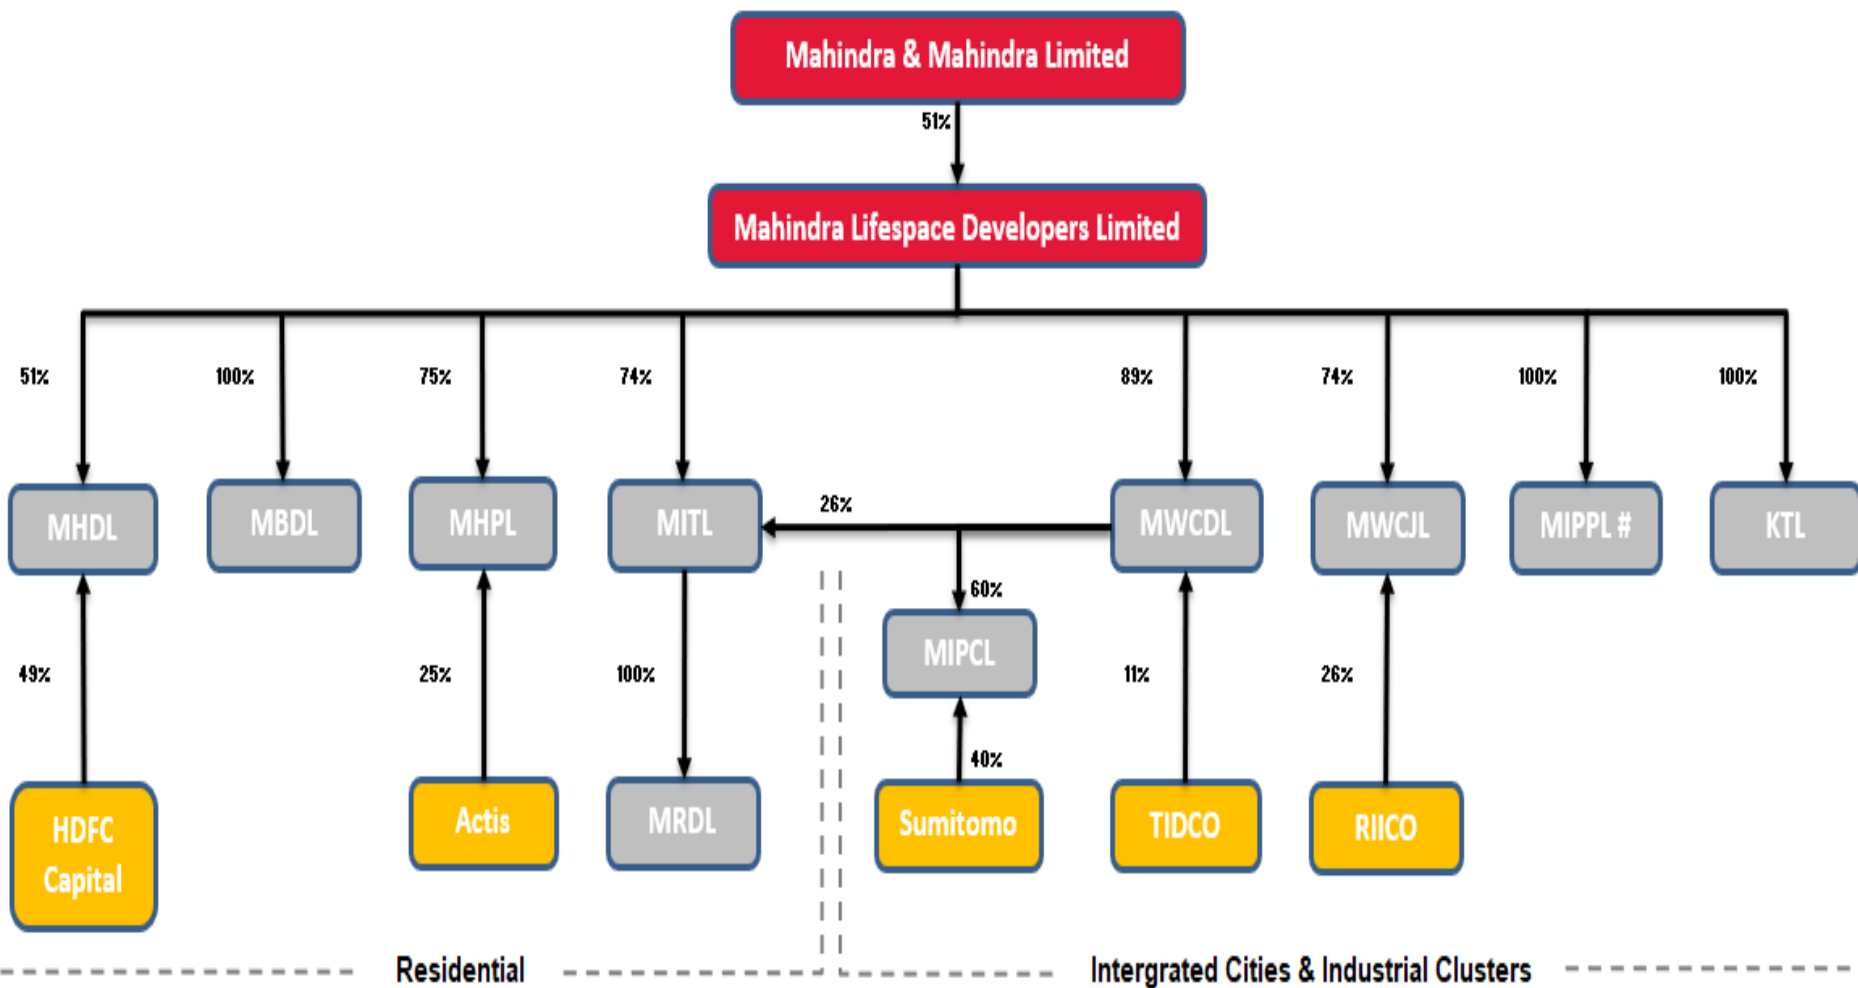 Mahindra & Mahindra Limited
51%
Mahindra Lifespace Developers Limited
51%
100%
75%
74%
89%
74%
100%
100%
MHDL
MBDL
MHPL
MITL
26%
MWCDL
MWCJL
MIPPL #
KTL
60%
MIPCL
49%
25%
100%
11%
26%
40%
HDFC
Capital
Actis
MRDL
Sumitomo
TIDCO
RIICO
Residential
Intergrated Cities & Industrial Clusters